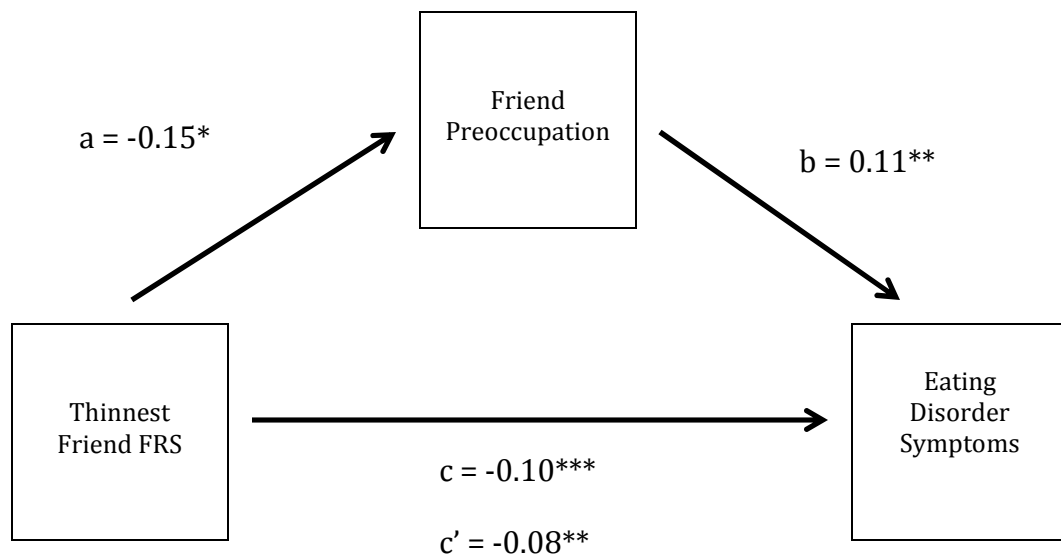 Friend
Preoccupation
a = -0.15*
b = 0.11**
Thinnest
Friend FRS
Eating
Disorder
Symptoms
c = -0.10***
c’ = -0.08**